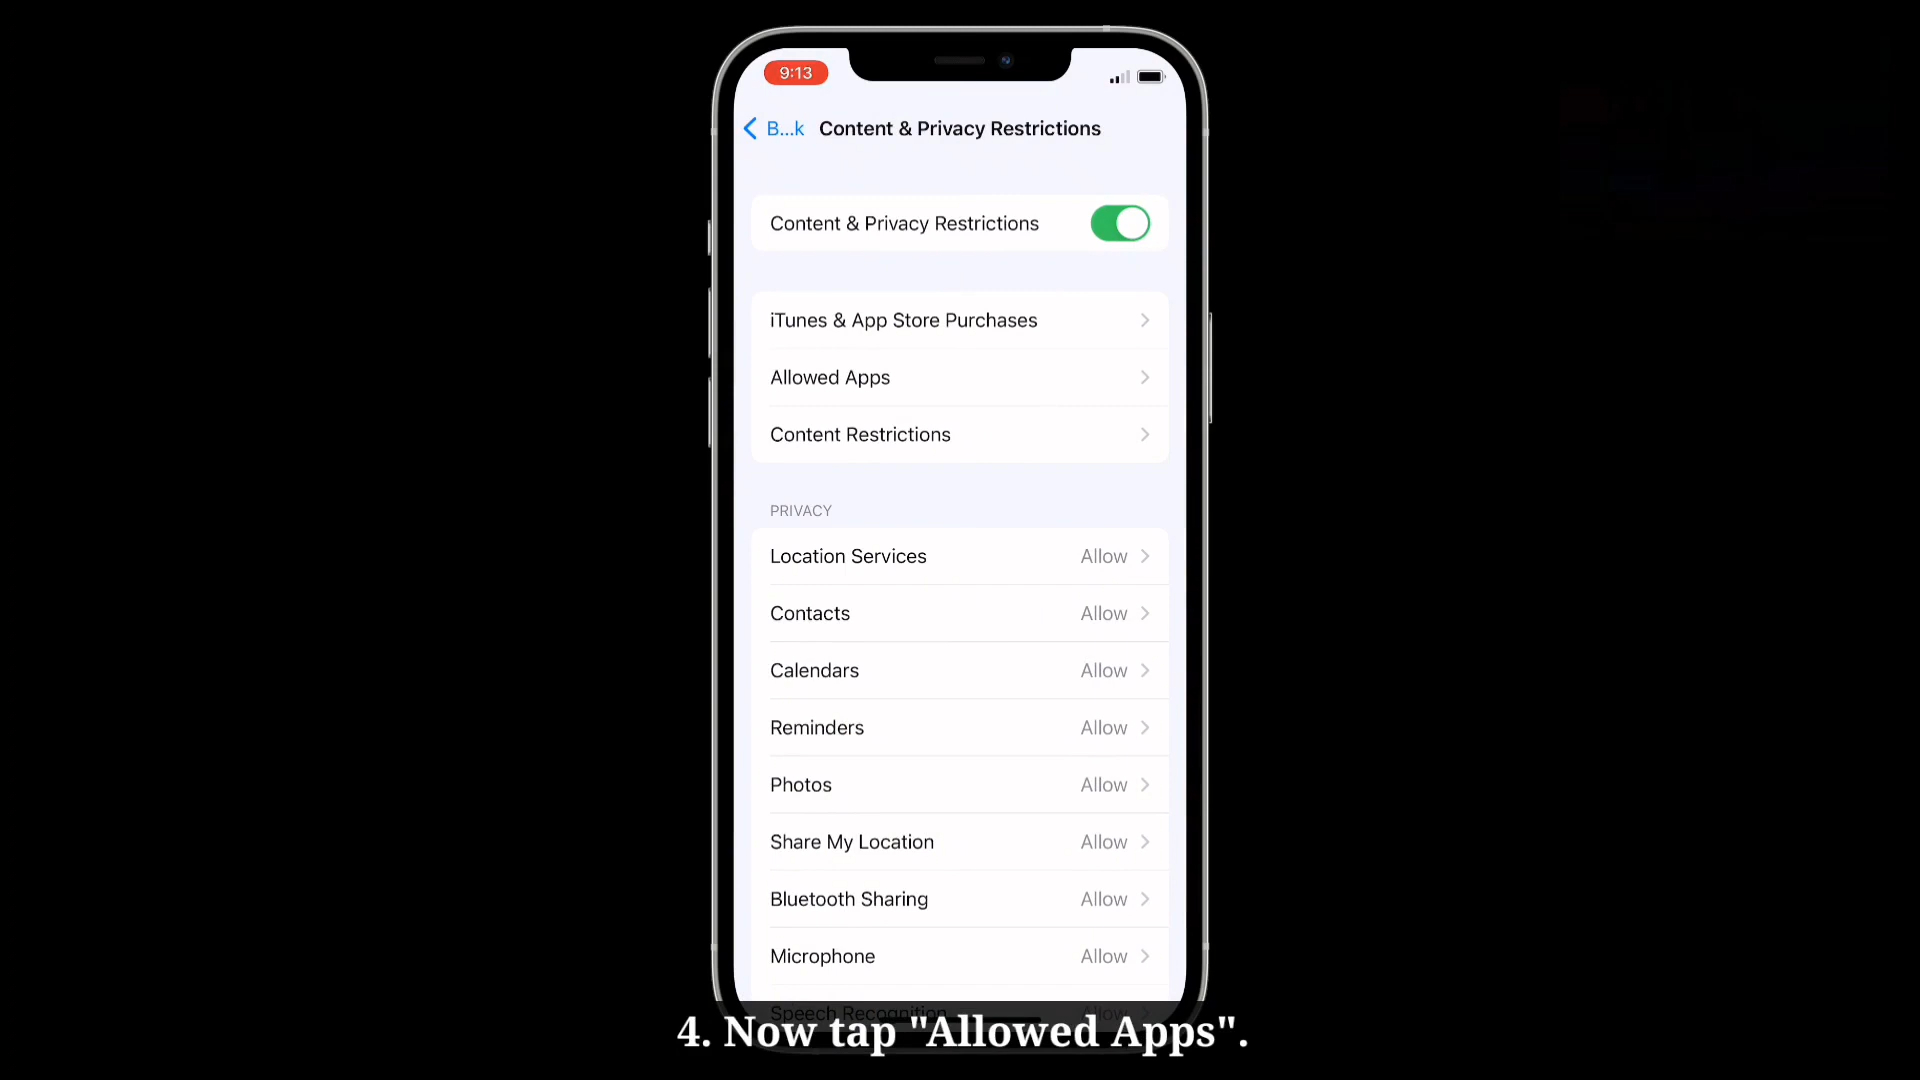 9:13
B...k Content & Privacy Restrictions
Content & Privacy Restrictions
iTunes & App Store Purchases
Allowed Apps
Content Restrictions
PRIVACY
Location Services Allow
Contacts Allow
Calendars Allow
Reminders Allow
Photos Allow
Share My Location Allow
Bluetooth Sharing Allow
Microphone Allow
Speech Recognition Allow
4. Now tap "Allowed Apps".